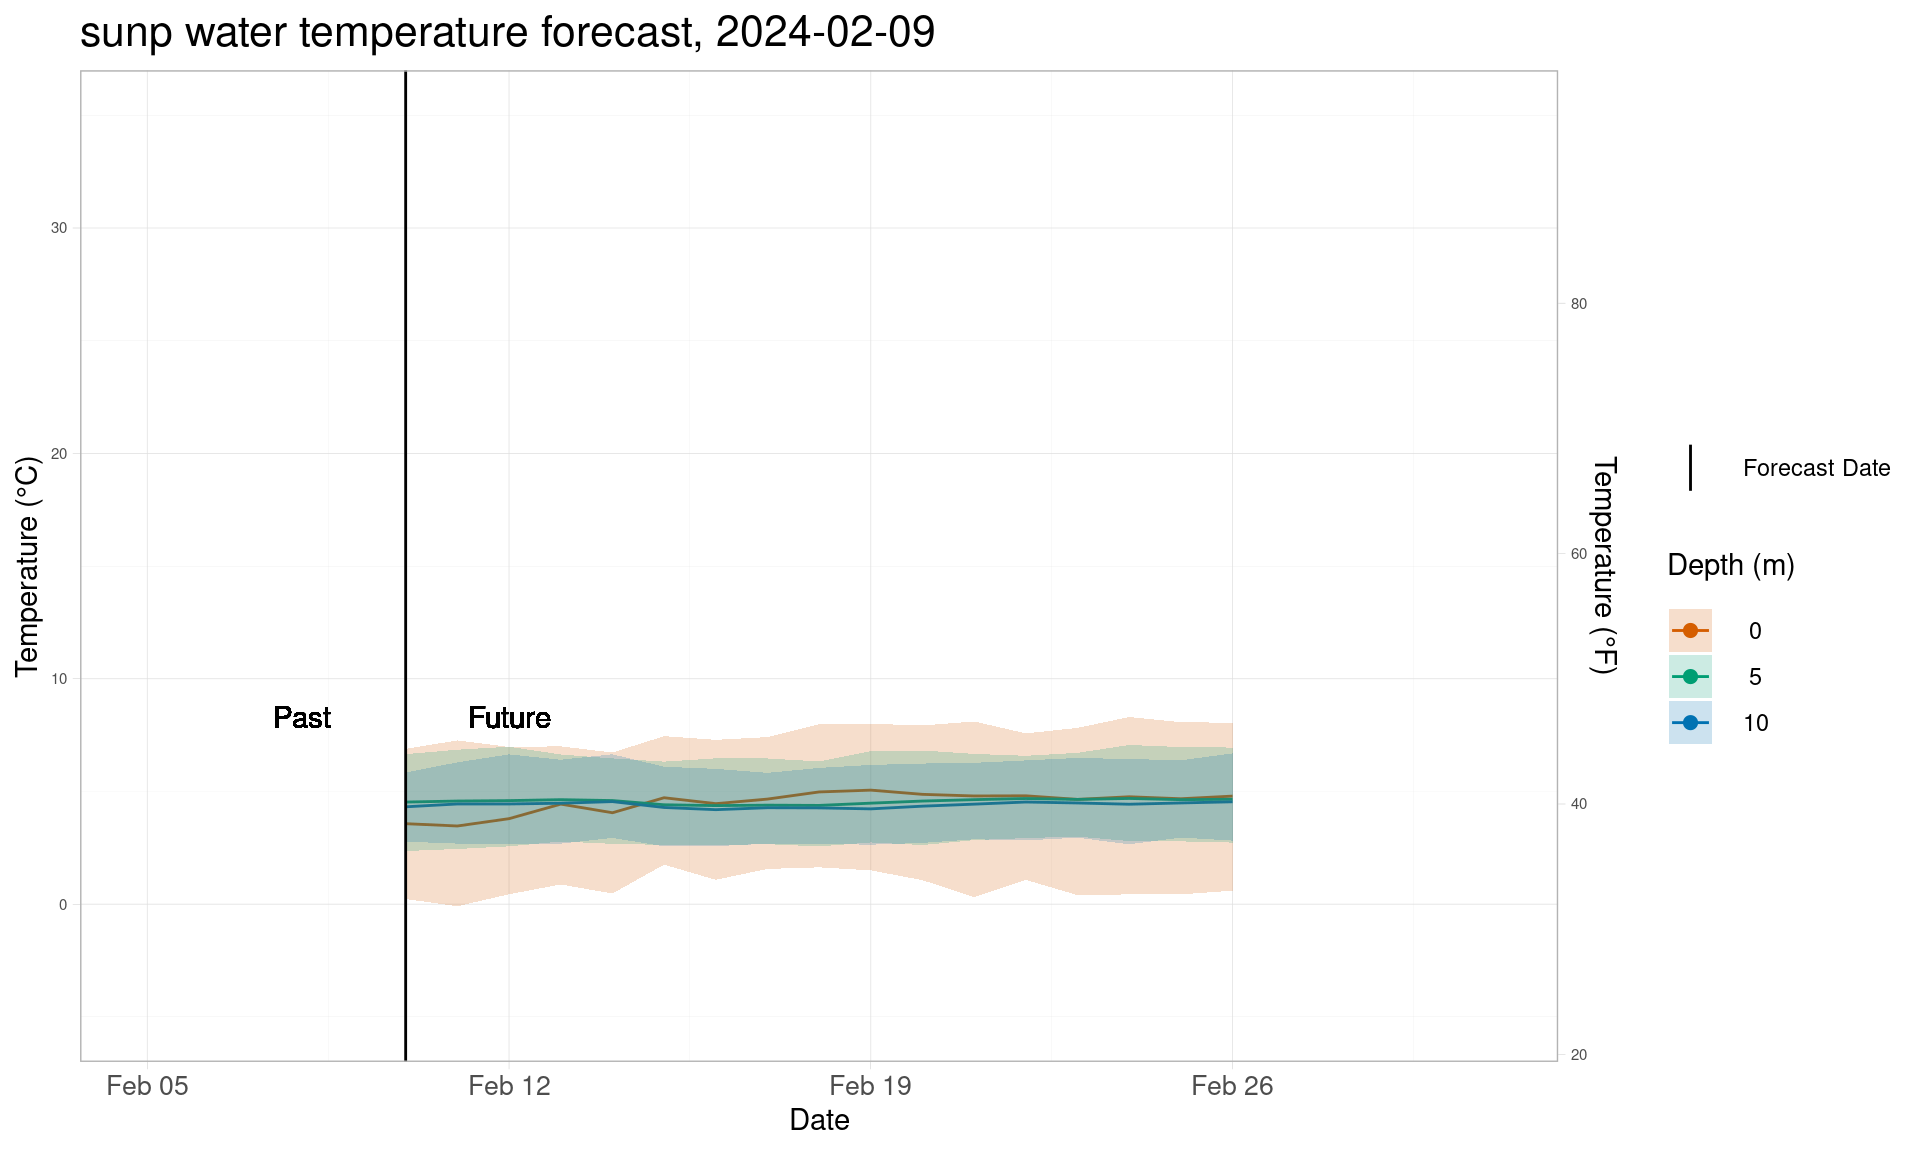 sunp water temperature forecast, 2024-02-09
Temperature (°C)
30
20
10
0
Past
Future
80
60
40
20
Temperature (°F)
Feb 05
Feb 12
Feb 19
Feb 26
Date
Forecast Date
Depth (m)
0
5
10